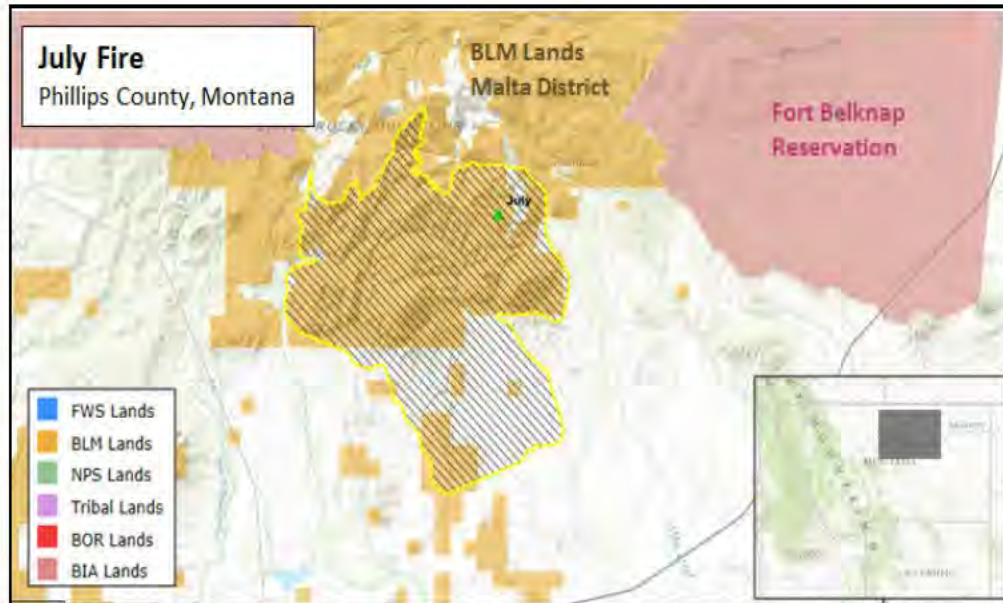 July Fire
Phillips County, Montana
BLM Lands
Malta District
Fort Belknap
Reservation
July
FWS Lands
BLM Lands
NPS Lands
Tribal Lands
BOR Lands
BIA Lands